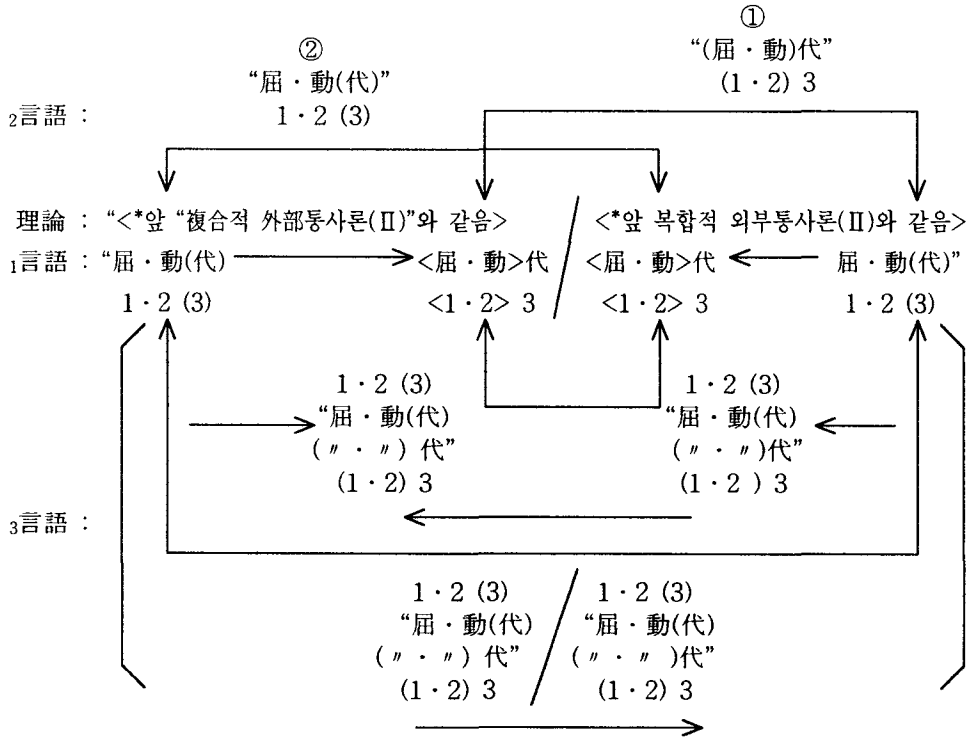 ①
②
“(屈・動)代”
“屈・動(代)”
(1・2) 3
₂言語 :
1・2 (3)
理論 : “<*앞 “複合적 外部통사론(Ⅱ)”와 같음> / <*앞 복합적 외부통사론(Ⅱ)와 같음>
₁言語 : “屈・動(代) <屈・動>代 <屈・動>代 屈・動(代)”
1・2 (3) <1・2> 3 <1・2> 3 1・2 (3)
1・2 (3) 1・2 (3)
“屈・動(代) “屈・動(代)
(〃・〃) 代” (〃・〃)代”
(1・2) 3 (1・2 ) 3
₃言語 :
1・2 (3) / 1・2 (3)
“屈・動(代) “屈・動(代)
(〃・〃) 代” (〃・〃 )代”
(1・2) 3 (1・2) 3